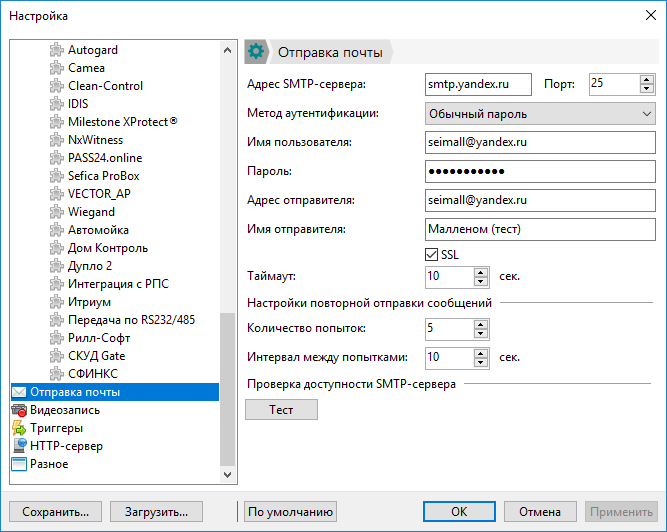 Настройка
Autogard
Camea
Clean-Control
IDIS
Milestone XProtect®
NxWitness
PASS24.online
Sefica ProBox
VECTOR_AP
Wiegand
Автомойка
Дом Контроль
Дупло 2
Интеграция с РПС
Итриум
Передача по RS232/485
Рилл-Софт
СКУД Gate
СФИНКС
Отправка почты
Видеозапись
Триггеры
HTTP-сервер
Разное
Отправка почты
Адрес SMTP-сервера: smtp.yandex.ru Порт: 25
Метод аутентификации: Обычный пароль
Имя пользователя: seimall@yandex.ru
Пароль: ●●●●●●●●●●●
Адрес отправителя: seimall@yandex.ru
Имя отправителя: Малленом (тест)
SSL
Таймаут: 10 сек.
Настройки повторной отправки сообщений
Количество попыток: 5
Интервал между попытками: 10 сек.
Проверка доступности SMTP-сервера
Тест
Сохранить... Загрузить... По умолчанию ОК Отмена Применить